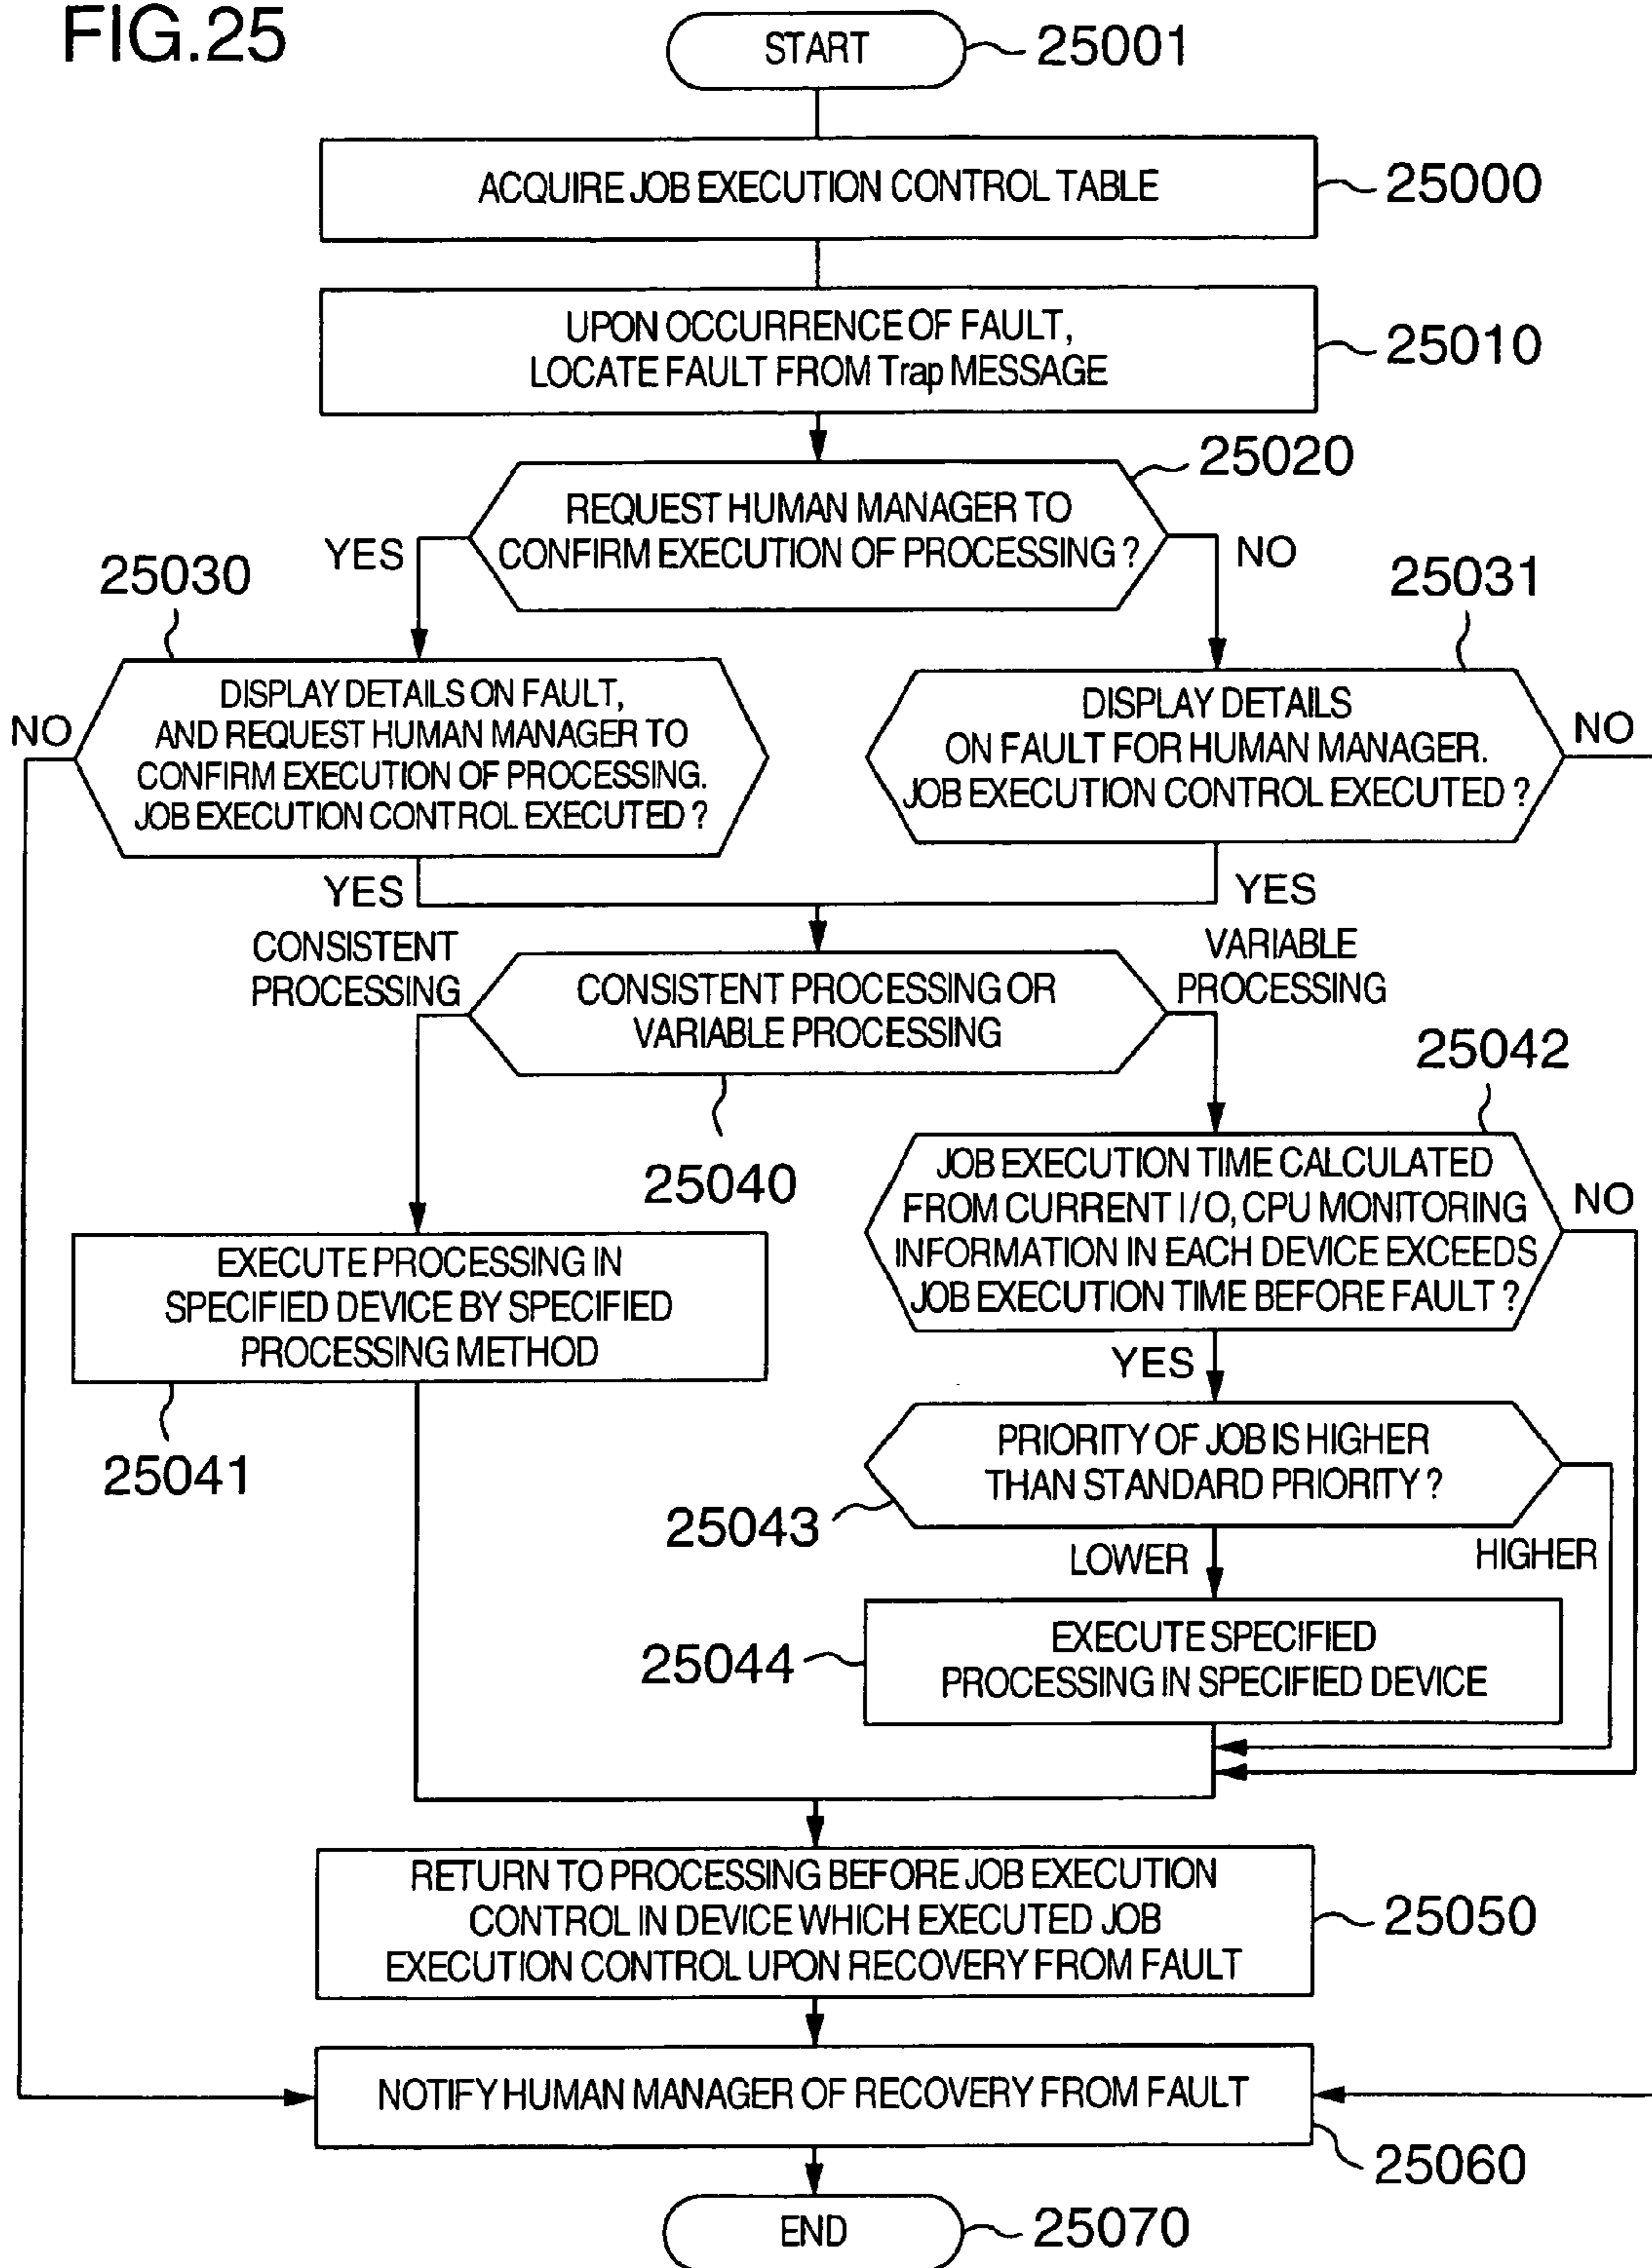 FIG.25
START
25001
ACQUIRE JOB EXECUTION CONTROL TABLE
25000
UPON OCCURRENCE OF FAULT,
LOCATE FAULT FROM Trap MESSAGE
25010
25020
REQUEST HUMAN MANAGER TO
CONFIRM EXECUTION OF PROCESSING ?
YES
NO
25030
25031
DISPLAY DETAILS ON FAULT,
AND REQUEST HUMAN MANAGER TO
CONFIRM EXECUTION OF PROCESSING.
JOB EXECUTION CONTROL EXECUTED ?
NO
DISPLAY DETAILS
ON FAULT FOR HUMAN MANAGER.
JOB EXECUTION CONTROL EXECUTED ?
NO
YES
YES
CONSISTENT
PROCESSING
CONSISTENT PROCESSING OR
VARIABLE PROCESSING
VARIABLE
PROCESSING
25040
25042
JOB EXECUTION TIME CALCULATED
FROM CURRENT I/O, CPU MONITORING
INFORMATION IN EACH DEVICE EXCEEDS
JOB EXECUTION TIME BEFORE FAULT ?
NO
EXECUTE PROCESSING IN
SPECIFIED DEVICE BY SPECIFIED
PROCESSING METHOD
25041
YES
PRIORITY OF JOB IS HIGHER
THAN STANDARD PRIORITY ?
25043
LOWER
HIGHER
EXECUTE SPECIFIED
PROCESSING IN SPECIFIED DEVICE
25044
RETURN TO PROCESSING BEFORE JOB EXECUTION
CONTROL IN DEVICE WHICH EXECUTED JOB
EXECUTION CONTROL UPON RECOVERY FROM FAULT
25050
NOTIFY HUMAN MANAGER OF RECOVERY FROM FAULT
25060
END
25070